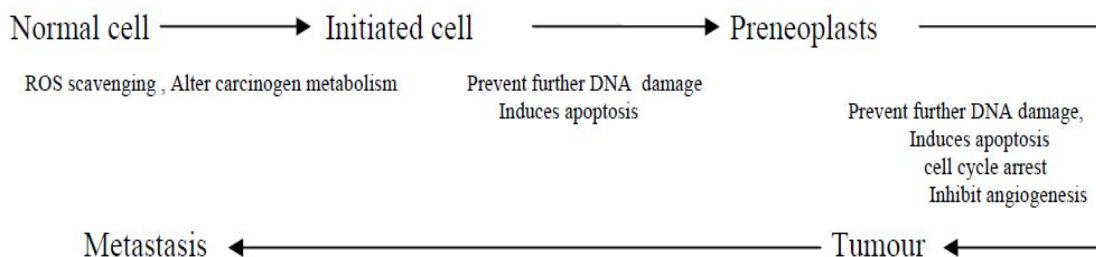 Normal cell Initiated cell Preneoplasts
ROS scavenging , Alter carcinogen metabolism
Prevent further DNA damage
Induces apoptosis
Prevent further DNA damage,
Induces apoptosis
cell cycle arrest
Inhibit angiogenesis
Metastasis Tumour